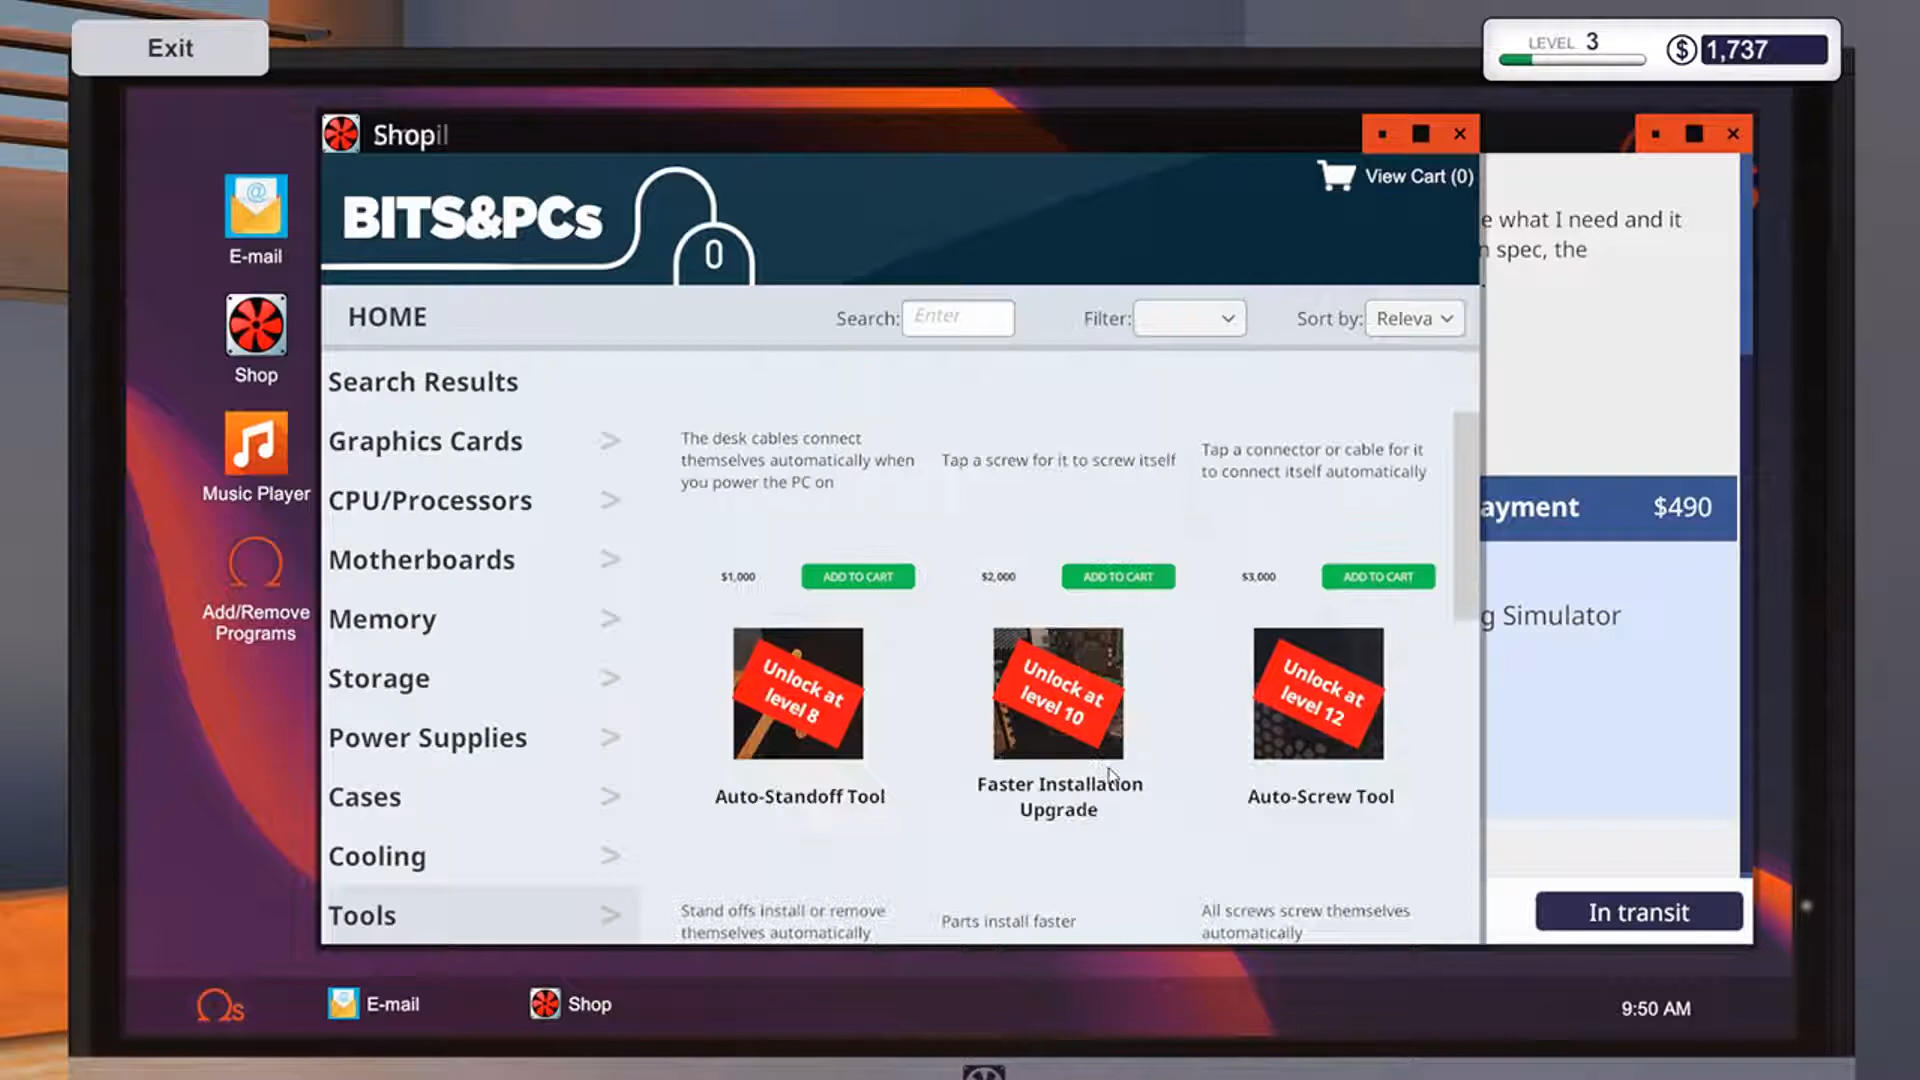 Exit
LEVEL 3
$ 1,737
Shop
BITS&PCs
View Cart (0)
E-mail
Shop
Music Player
Add/Remove
Programs
HOME
Search: Enter
Filter:
Sort by: Releva
Search Results
Graphics Cards >
CPU/Processors >
Motherboards >
Memory >
Storage >
Power Supplies >
Cases >
Cooling >
Tools >
The desk cables connect
themselves automatically when
you power the PC on
Tap a screw for it to screw itself
Tap a connector or cable for it
to connect itself automatically
$1,000
ADD TO CART
$2,000
ADD TO CART
$3,000
ADD TO CART
Unlock at
level 8
Unlock at
level 10
Unlock at
level 12
Auto-Standoff Tool
Faster Installation
Upgrade
Auto-Screw Tool
Stand offs install or remove
themselves automatically
Parts install faster
All screws screw themselves
automatically
e what I need and it
spec, the
ayment $490
g Simulator
In transit
Ωs
E-mail
Shop
9:50 AM